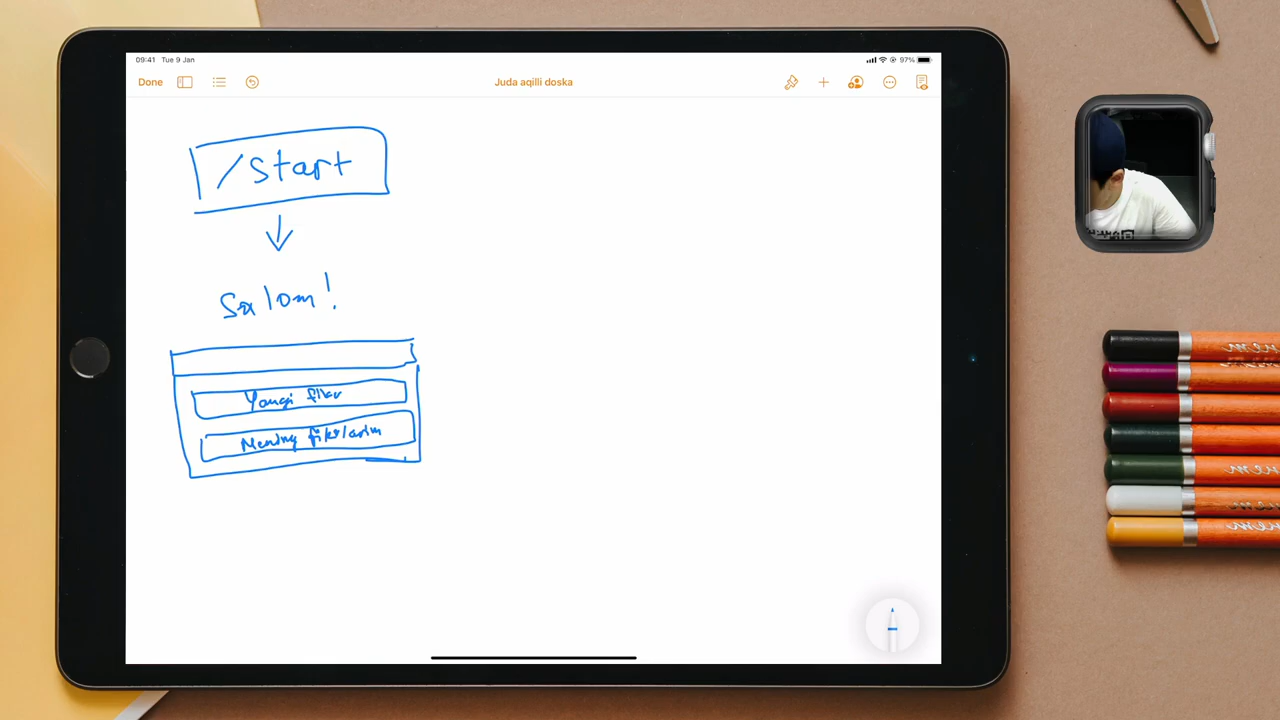 09:41 Tue 9 Jan
97%
Done
Juda aqilli doska
/start
Salom!
Yangi fikr
Mening fikrlarim